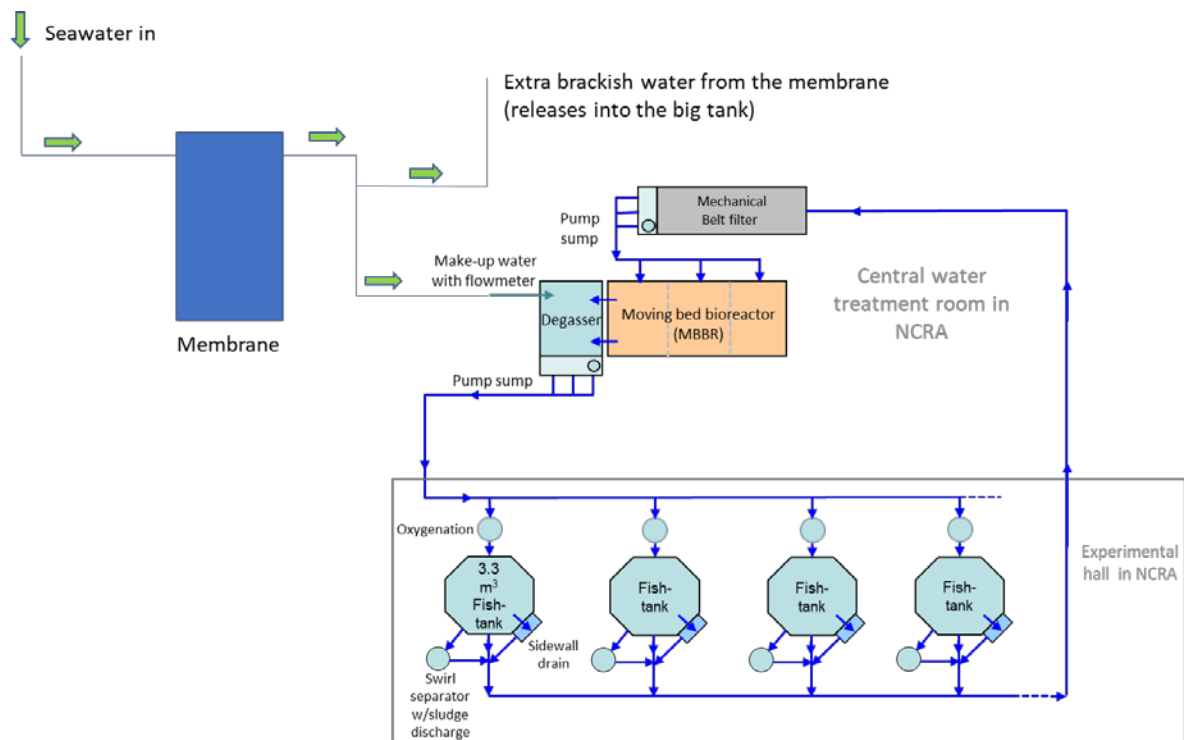 Seawater in
Extra brackish water from the membrane
(releases into the big tank)
Membrane
Mechanical
Belt filter
Pump
sump
Make-up water
with flowmeter
Central water
treatment room in
NCRA
Degasser
Moving bed bioreactor
(MBBR)
Pump sump
Oxygenation
Experimental
hall in NCRA
3.3
m³
Fish-
tank
Fish-
tank
Fish-
tank
Fish-
tank
Sidewall
drain
Swirl
separator
w/sludge
discharge